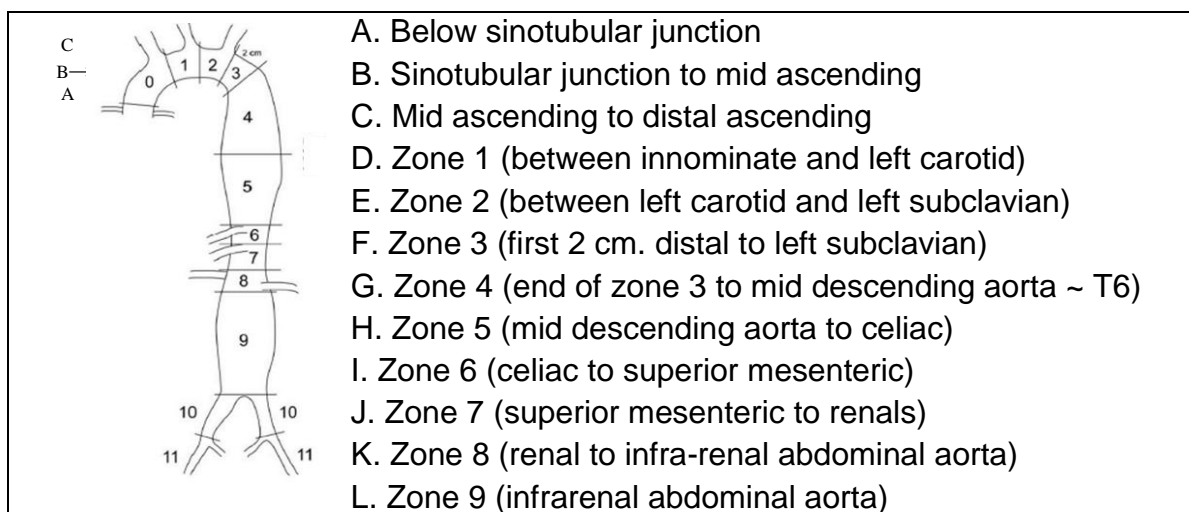 C
B
A
0
1
2
2 cm
3
4
5
6
7
8
9
10
10
11
11
A. Below sinotubular junction
B. Sinotubular junction to mid ascending
C. Mid ascending to distal ascending
D. Zone 1 (between innominate and left carotid)
E. Zone 2 (between left carotid and left subclavian)
F. Zone 3 (first 2 cm. distal to left subclavian)
G. Zone 4 (end of zone 3 to mid descending aorta ~ T6)
H. Zone 5 (mid descending aorta to celiac)
I. Zone 6 (celiac to superior mesenteric)
J. Zone 7 (superior mesenteric to renals)
K. Zone 8 (renal to infra-renal abdominal aorta)
L. Zone 9 (infrarenal abdominal aorta)